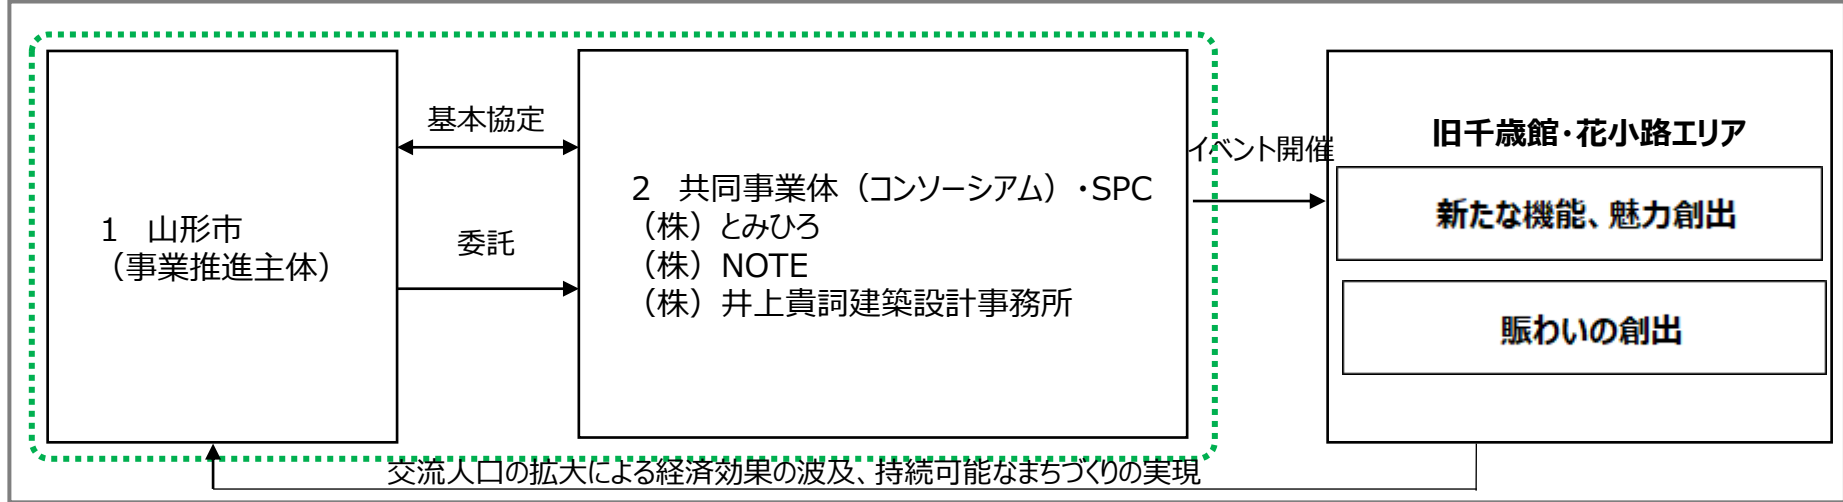 1　山形市
（事業推進主体）
基本協定
委託
2　共同事業体（コンソーシアム）・SPC
（株）とみひろ
（株）NOTE
（株）井上貴詞建築設計事務所
イベント開催
旧千歳館・花小路エリア
新たな機能、魅力創出
賑わいの創出
交流人口の拡大による経済効果の波及、持続可能なまちづくりの実現